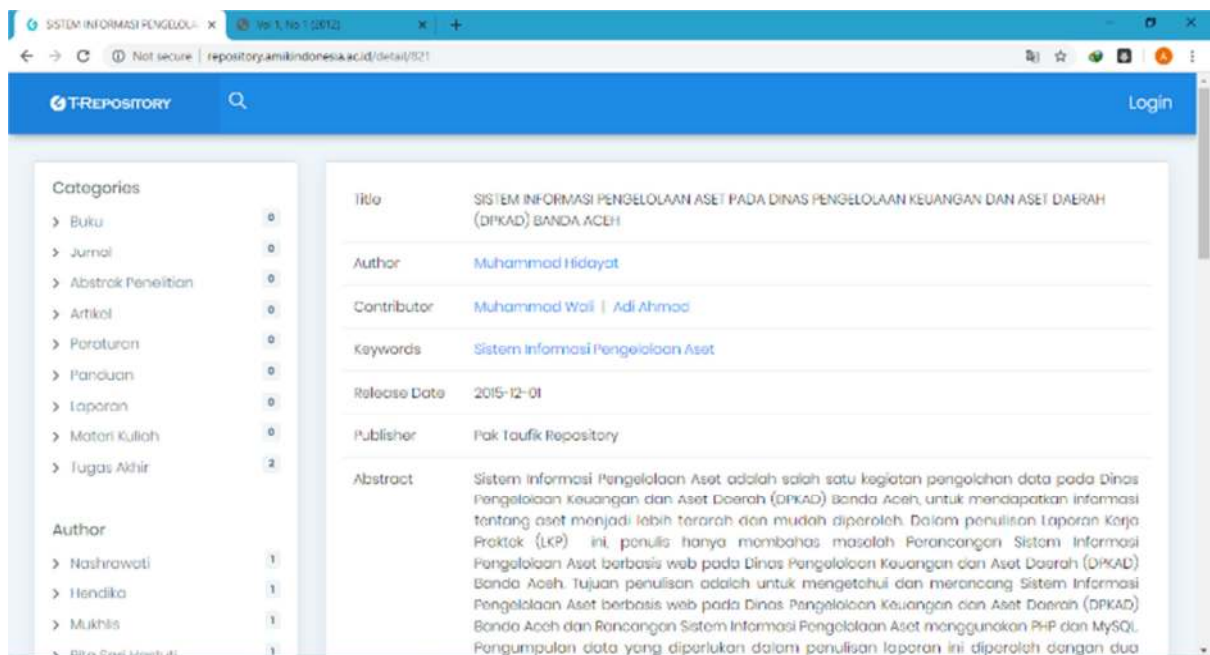 SISTEM INFORMASI PENGELOLA
Vol 1, No 1 (2012)
Not secure | repository.amikindonesia.ac.id/detail/821
T-REPOSITORY
Login
Categories
Buku 0
Jurnal 0
Abstrak Penelitian 0
Artikel 0
Peraturan 0
Panduan 0
Laporan 0
Materi Kuliah 0
Tugas Akhir 2
Author
Nashrawati 1
Hendika 1
Mukhlis 1
1
Title SISTEM INFORMASI PENGELOLAAN ASET PADA DINAS PENGELOLAAN KEUANGAN DAN ASET DAERAH
(DPKAD) BANDA ACEH
Author Muhammad Hidayat
Contributor Muhammad Wali | Adi Ahmad
Keywords Sistem Informasi Pengelolaan Aset
Release Date 2015-12-01
Publisher Pak Taufik Repository
Abstract Sistem Informasi Pengelolaan Aset adalah salah satu kegiatan pengolahan data pada Dinas
Pengelolaan Keuangan dan Aset Daerah (DPKAD) Banda Aceh, untuk mendapatkan informasi
tentang aset menjadi lebih terarah dan mudah diperoleh. Dalam penulisan Laporan Kerja
Praktek (LKP) ini, penulis hanya membahas masalah Perancangan Sistem Informasi
Pengelolaan Aset berbasis web pada Dinas Pengelolaan Keuangan dan Aset Daerah (DPKAD)
Banda Aceh. Tujuan penulisan adalah untuk mengetahui dan merancang Sistem Informasi
Pengelolaan Aset berbasis web pada Dinas Pengelolaan Keuangan dan Aset Daerah (DPKAD)
Banda Aceh dan Rancangan Sistem Informasi Pengelolaan Aset menggunakan PHP dan MySQL.
Pengumpulan data yang diperlukan dalam penulisan laporan ini diperoleh dengan dua